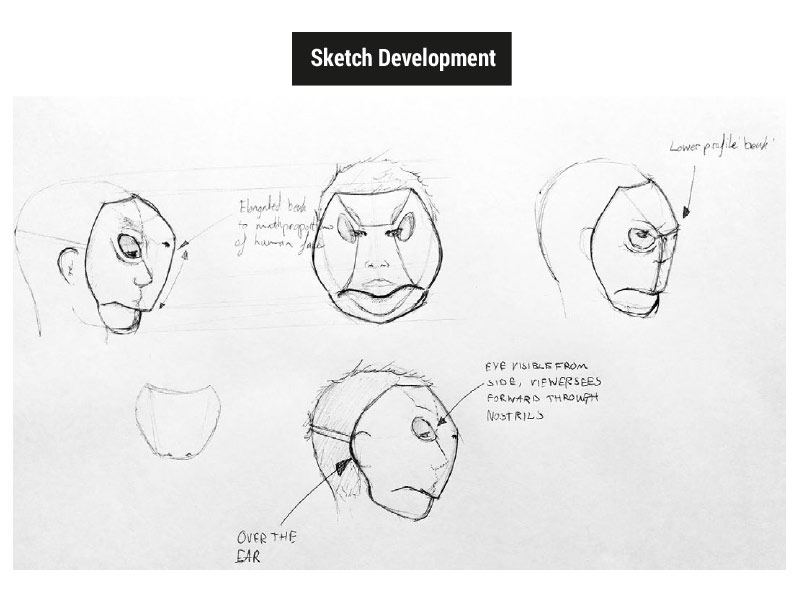 Sketch Development
Lower profile 'beak'
Elongated beak
to match proportions
of human face
EYE VISIBLE FROM
SIDE, VIEWER SEES
FORWARD THROUGH
NOSTRILS
OVER THE
EAR